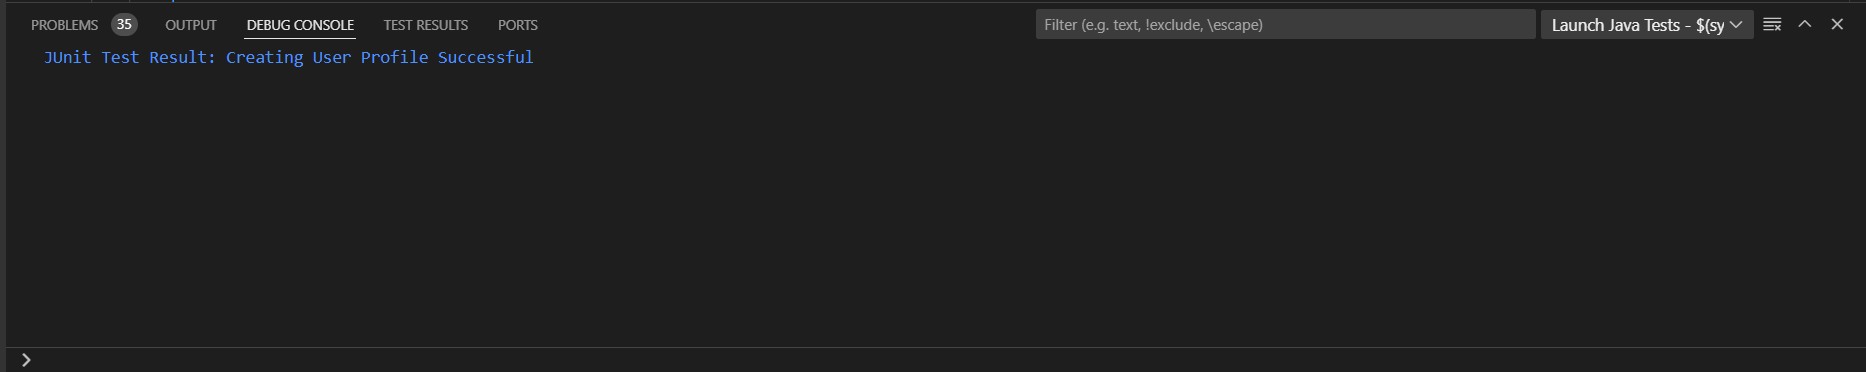 PROBLEMS 35 OUTPUT DEBUG CONSOLE TEST RESULTS PORTS Filter (e.g. text, !exclude, \escape) Launch Java Tests - $(sy
JUnit Test Result: Creating User Profile Successful